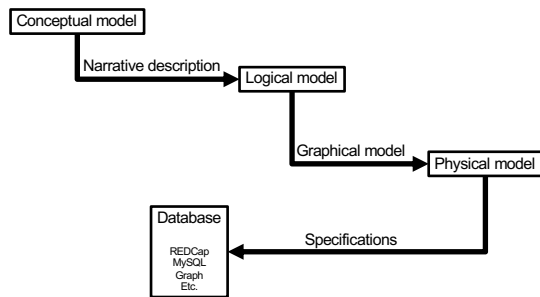 Conceptual model
Narrative description
Logical model
Graphical model
Physical model
Database
Specifications
REDCap
MySQL
Graph
Etc.